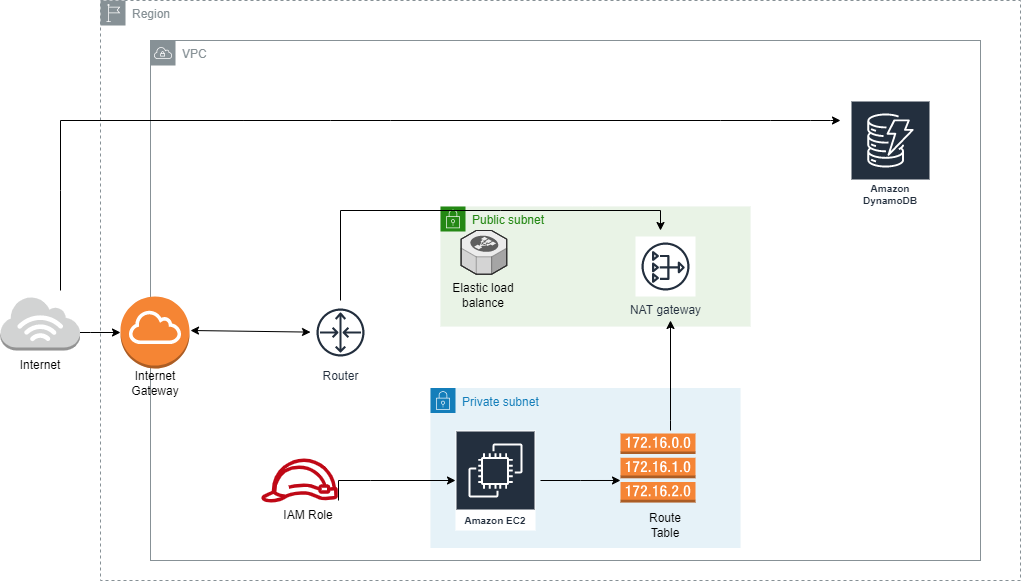 Region
VPC
Amazon
DynamoDB
Public subnet
Elastic load
balance
NAT gateway
Internet
Internet
Gateway
Router
Private subnet
172.16.0.0
172.16.1.0
172.16.2.0
IAM Role
Amazon EC2
Route
Table